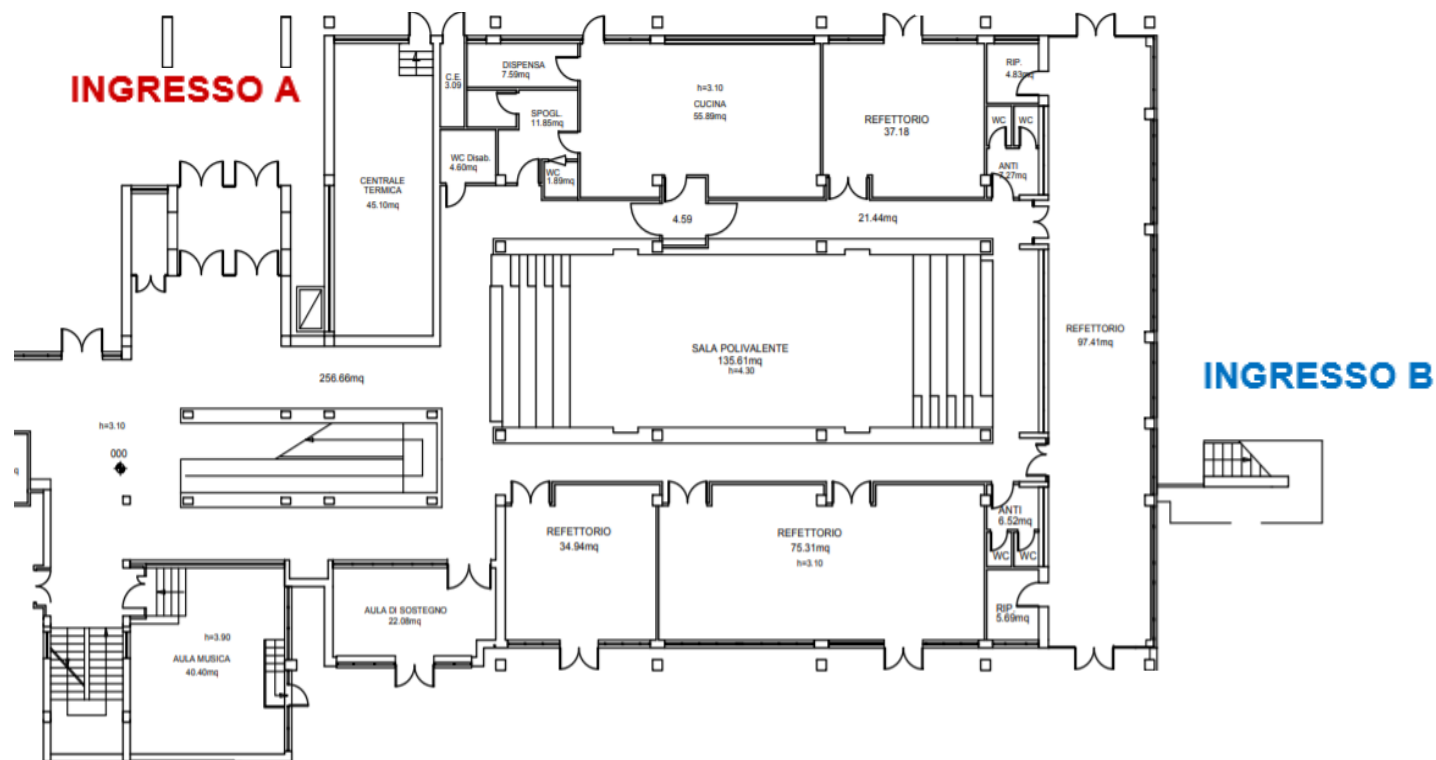 INGRESSO A
DISPENSA
7.59mq
C.E.
3.09
SPOGL.
11.85mq
h=3.10
CUCINA
55.89mq
REFETTORIO
37.18
RIP.
4.83mq
WC
WC
ANTI
7.27mq
WC Disab.
4.60mq
WC
1.89mq
CENTRALE
TERMICA
45.10mq
4.59
21.44mq
SALA POLIVALENTE
135.61mq
h=4.30
REFETTORIO
97.41mq
INGRESSO B
256.66mq
h=3.10
000
q
REFETTORIO
34.94mq
REFETTORIO
75.31mq
h=3.10
ANTI
6.52mq
WC
WC
RIP.
5.69mq
AULA DI SOSTEGNO
22.08mq
h=3.90
AULA MUSICA
40.40mq